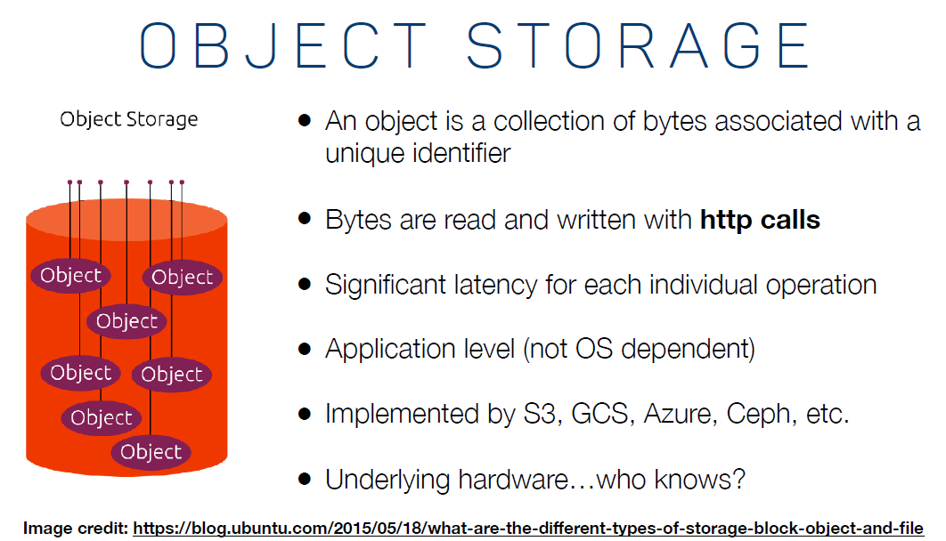 OBJECT STORAGE
Object Storage
Object
Object
Object
Object
Object
Object
Object
● An object is a collection of bytes associated with a
unique identifier
● Bytes are read and written with http calls
● Significant latency for each individual operation
● Application level (not OS dependent)
● Implemented by S3, GCS, Azure, Ceph, etc.
● Underlying hardware…who knows?
Image credit: https://blog.ubuntu.com/2015/05/18/what-are-the-different-types-of-storage-block-object-and-file